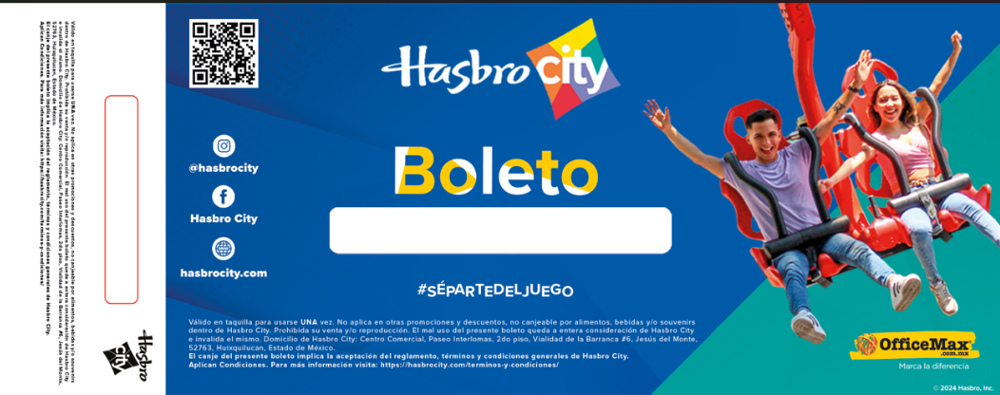 Válido en taquilla para usarse UNA vez. No aplica en otras promociones y descuentos, no canjeable por alimentos, bebidas y/o souvenirs
dentro de Hasbro City. Prohibida su venta y/o reproducción. El mal uso del presente boleto queda a entera consideración de Hasbro City
e invalida el mismo. Domicilio de Hasbro City: Centro Comercial, Paseo Interlomas, 2do piso, Vialidad de la Barranca #6, Jesús del Monte,
52763, Huixquilucan, Estado de México.
El canje del presente boleto implica la aceptación del reglamento, términos y condiciones generales de Hasbro City.
Aplican Condiciones. Para más información visita: https://hasbrocity.com/terminos-y-condiciones/
Hasbro city
Hasbro city
Boleto
@hasbrocity
Hasbro City
hasbrocity.com
#SÉPARTEDELJUEGO
Válido en taquilla para usarse UNA vez. No aplica en otras promociones y descuentos, no canjeable por alimentos, bebidas y/o souvenirs
dentro de Hasbro City. Prohibida su venta y/o reproducción. El mal uso del presente boleto queda a entera consideración de Hasbro City
e invalida el mismo. Domicilio de Hasbro City: Centro Comercial, Paseo Interlomas, 2do piso, Vialidad de la Barranca #6, Jesús del Monte,
52763, Huixquilucan, Estado de México.
El canje del presente boleto implica la aceptación del reglamento, términos y condiciones generales de Hasbro City.
Aplican Condiciones. Para más información visita: https://hasbrocity.com/terminos-y-condiciones/
OfficeMax
.com.mx
Marca la diferencia
© 2024 Hasbro, Inc.